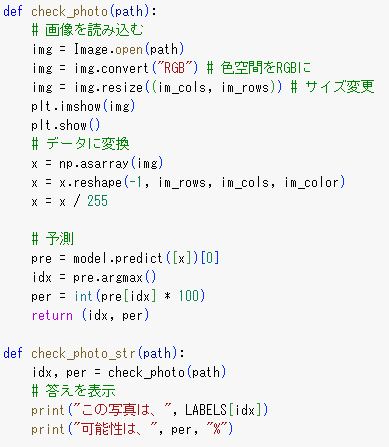 def check_photo(path):
    # 画像を読み込む
    img = Image.open(path)
    img = img.convert("RGB") # 色空間をRGBに
    img = img.resize((im_cols, im_rows)) # サイズ変更
    plt.imshow(img)
    plt.show()
    # データに変換
    x = np.asarray(img)
    x = x.reshape(-1, im_rows, im_cols, im_color)
    x = x / 255

    # 予測
    pre = model.predict([x])[0]
    idx = pre.argmax()
    per = int(pre[idx] * 100)
    return (idx, per)

def check_photo_str(path):
    idx, per = check_photo(path)
    # 答えを表示
    print("この写真は、", LABELS[idx])
    print("可能性は、", per, "%")